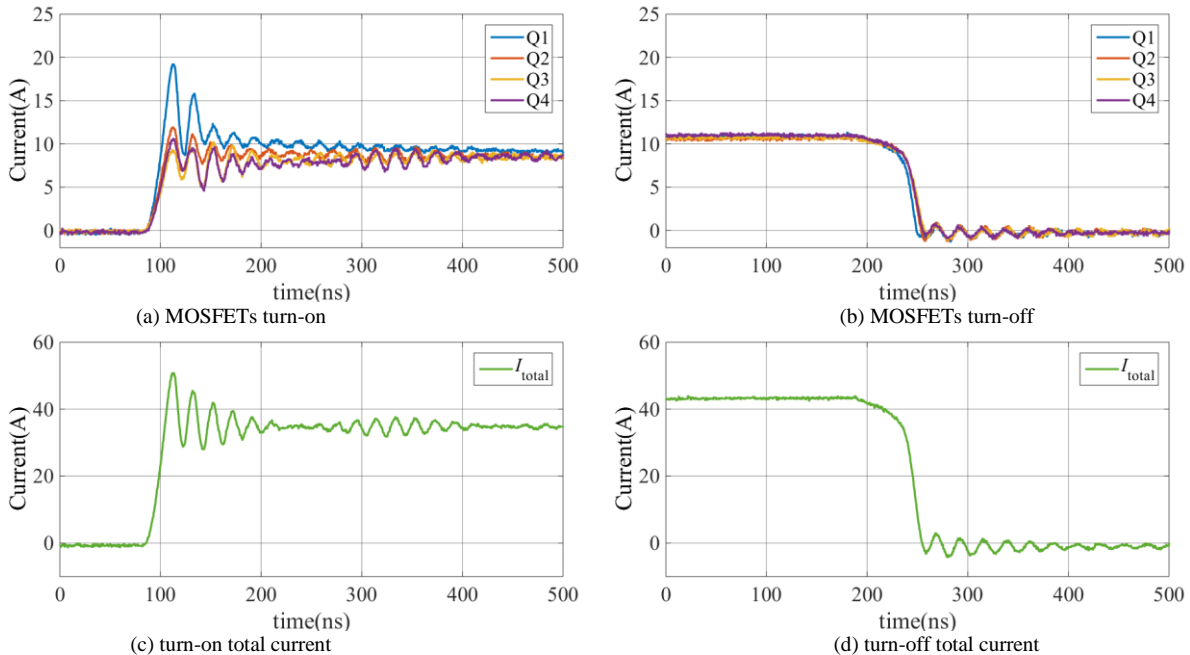 25
20
15
10
5
0
Current(A)
Q1
Q2
Q3
Q4
0 100 200 300 400 500
time(ns)
(a) MOSFETs turn-on
25
20
15
10
5
0
Current(A)
Q1
Q2
Q3
Q4
0 100 200 300 400 500
time(ns)
(b) MOSFETs turn-off
60
40
20
0
Current(A)
I_total
0 100 200 300 400 500
time(ns)
(c) turn-on total current
60
40
20
0
Current(A)
I_total
0 100 200 300 400 500
time(ns)
(d) turn-off total current